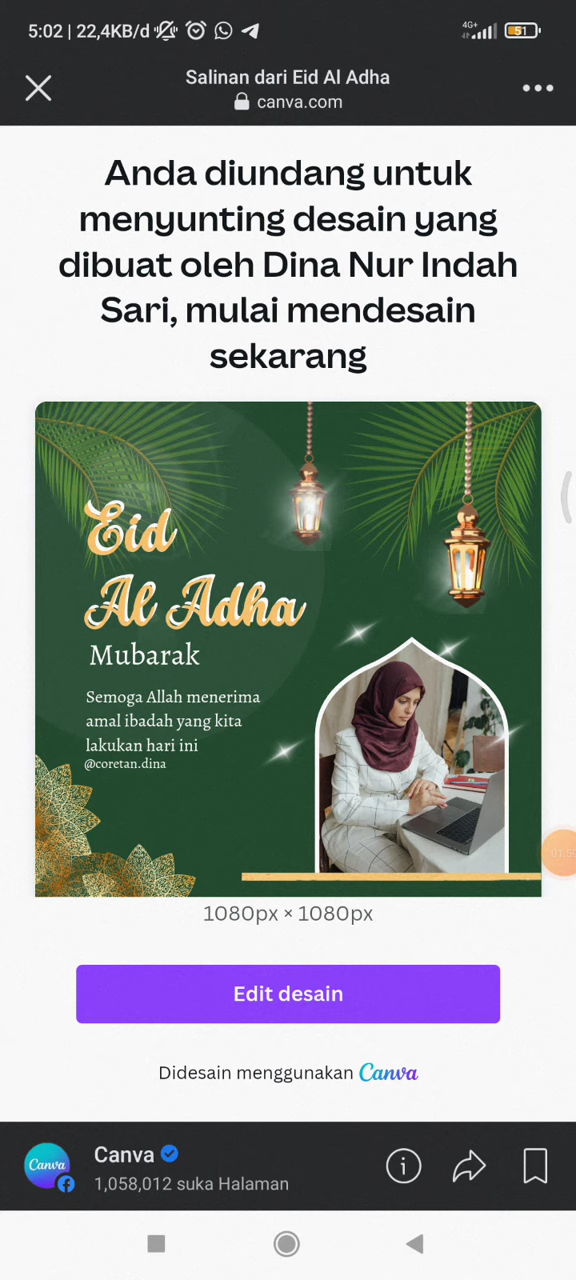 5:02 | 22,4KB/d
4G+
51
Salinan dari Eid Al Adha
canva.com
Anda diundang untuk
menyunting desain yang
dibuat oleh Dina Nur Indah
Sari, mulai mendesain
sekarang
Eid
Al Adha
Mubarak
Semoga Allah menerima
amal ibadah yang kita
lakukan hari ini
@coretan.dina
1080px × 1080px
Edit desain
Didesain menggunakan Canva
Canva
Canva
1,058,012 suka Halaman